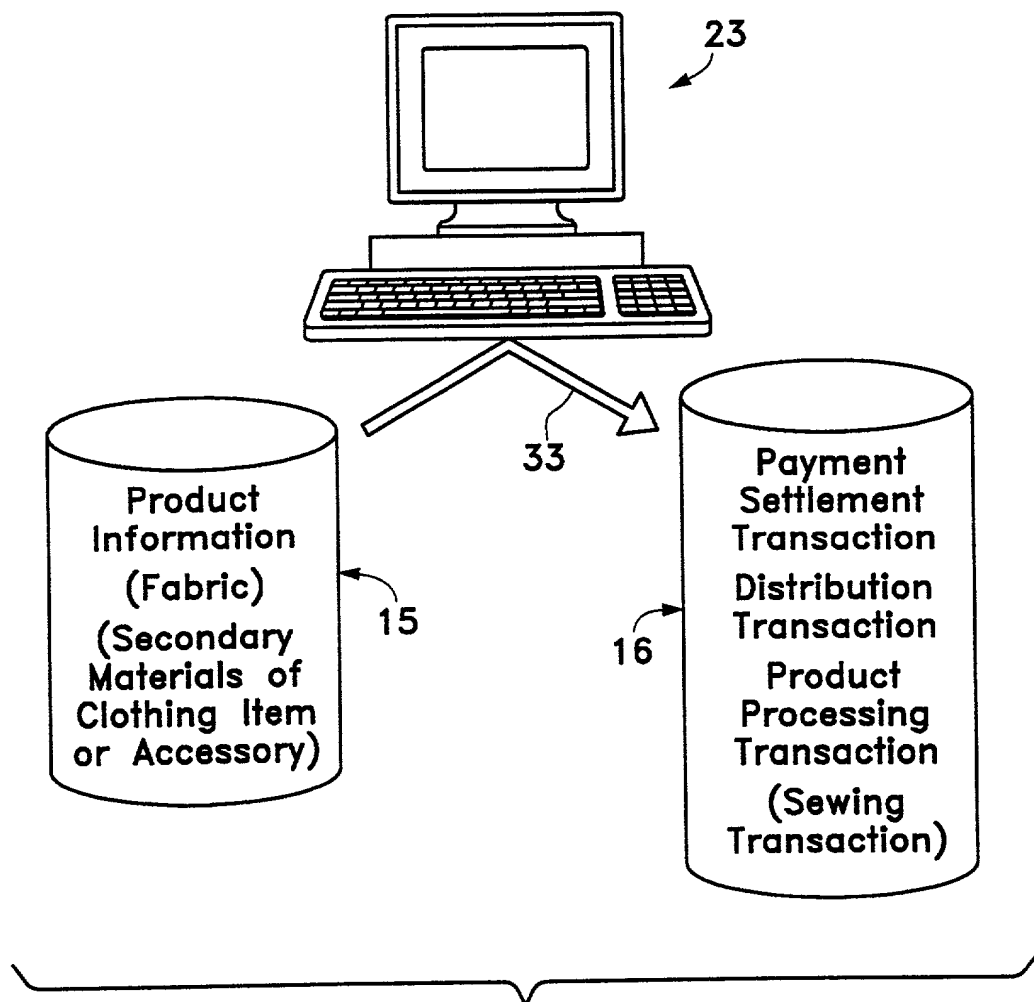 23
33
Product
Information
(Fabric)
(Secondary
Materials of
Clothing Item
or Accessory)
15
Payment
Settlement
Transaction
Distribution
Transaction
Product
Processing
Transaction
(Sewing
Transaction)
16